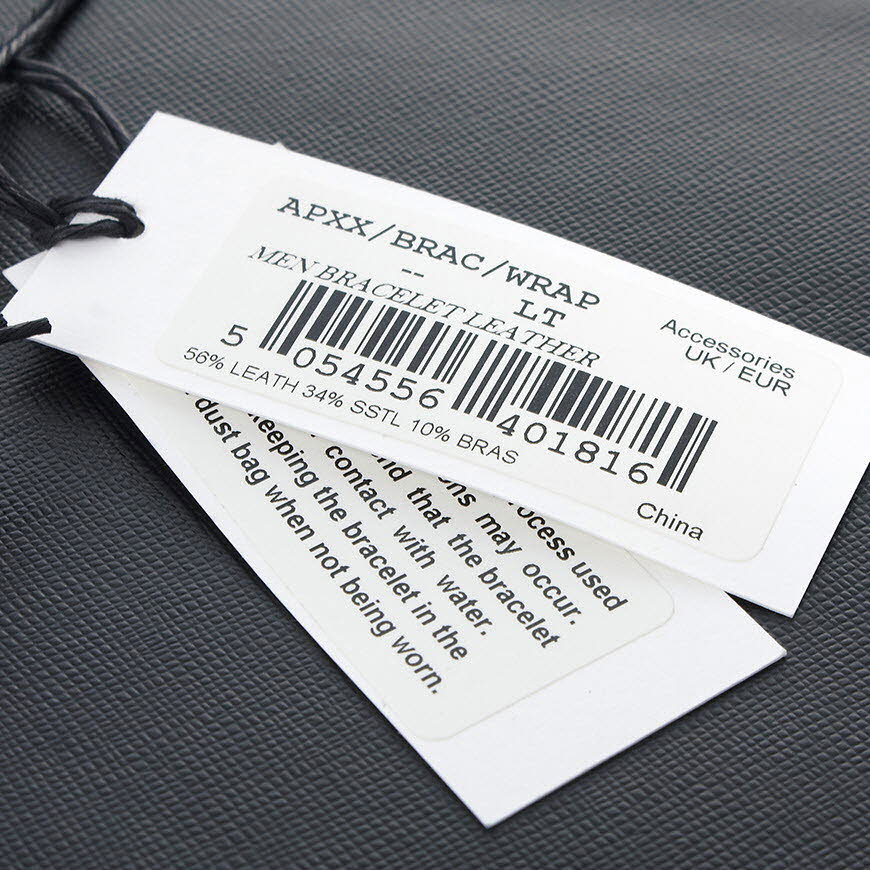 APXX/BRAC/WRAP
-- LT
MEN BRACELET LEATHER
Accessories
UK / EUR
5 054556 401816
56% LEATH 34% SSTL 10% BRAS
China
process used
may occur.
nd that the bracelet
contact with water.
keeping the bracelet in the
dust bag when not being worn.